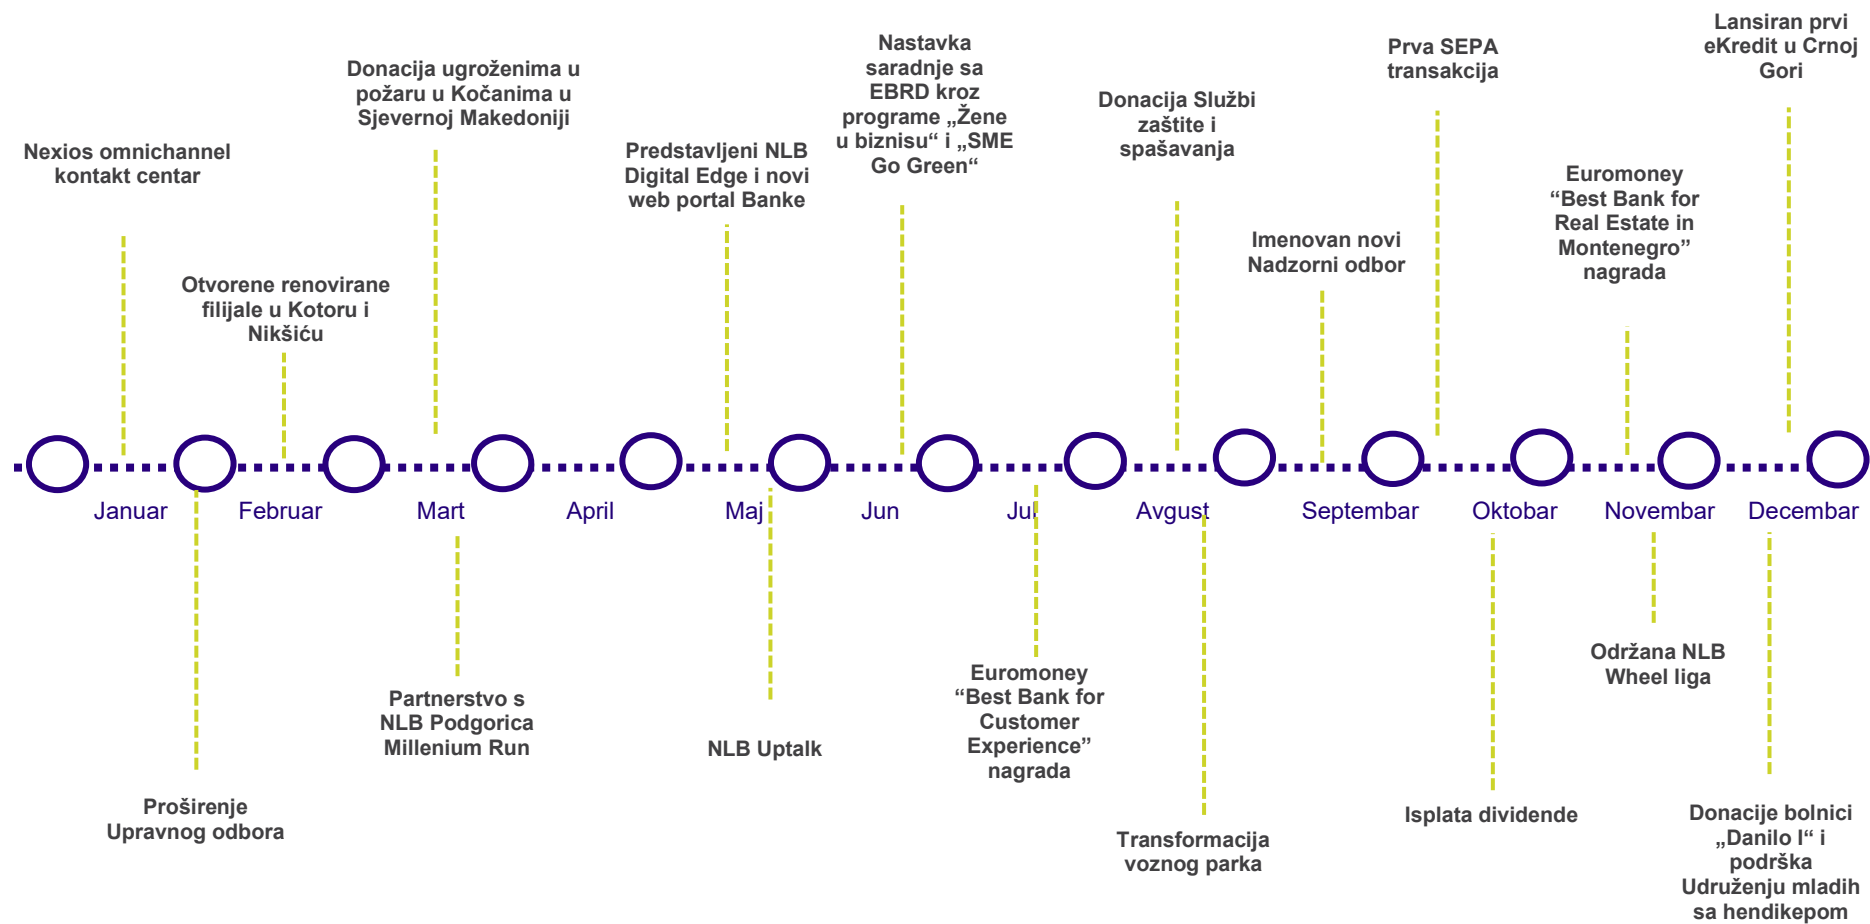 Nexios omnichannel
kontakt centar
Otvorene renovirane
filijale u Kotoru i
Nikšiću
Donacija ugroženima u
požaru u Kočanima u
Sjevernoj Makedoniji
Predstavljeni NLB
Digital Edge i novi
web portal Banke
Nastavka
saradnje sa
EBRD kroz
programe „Žene
u biznisu“ i „SME
Go Green“
Donacija Službi
zaštite i
spašavanja
Imenovan novi
Nadzorni odbor
Prva SEPA
transakcija
Euromoney
“Best Bank for
Real Estate in
Montenegro”
nagrada
Lansiran prvi
eKredit u Crnoj
Gori
Januar
Februar
Mart
April
Maj
Jun
Jul
Avgust
Septembar
Oktobar
Novembar
Decembar
Proširenje
Upravnog odbora
Partnerstvo s
NLB Podgorica
Millenium Run
NLB Uptalk
Euromoney
“Best Bank for
Customer
Experience”
nagrada
Transformacija
voznog parka
Isplata dividende
Održana NLB
Wheel liga
Donacije bolnici
„Danilo I“ i
podrška
Udruženju mladih
sa hendikepom